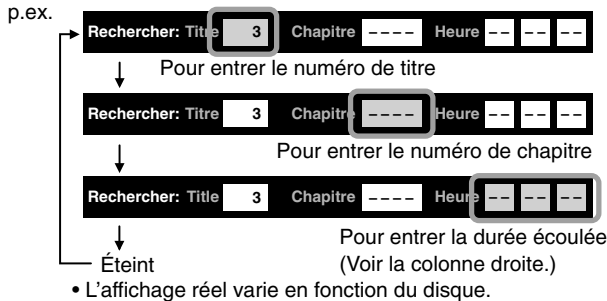 p.ex.
Rechercher: Titre 3 Chapitre ---- Heure -- -- --
Pour entrer le numéro de titre
Rechercher: Titre 3 Chapitre ---- Heure -- -- --
Pour entrer le numéro de chapitre
Rechercher: Title 3 Chapitre ---- Heure -- -- --
Pour entrer la durée écoulée
(Voir la colonne droite.)
Éteint
• L'affichage réel varie en fonction du disque.